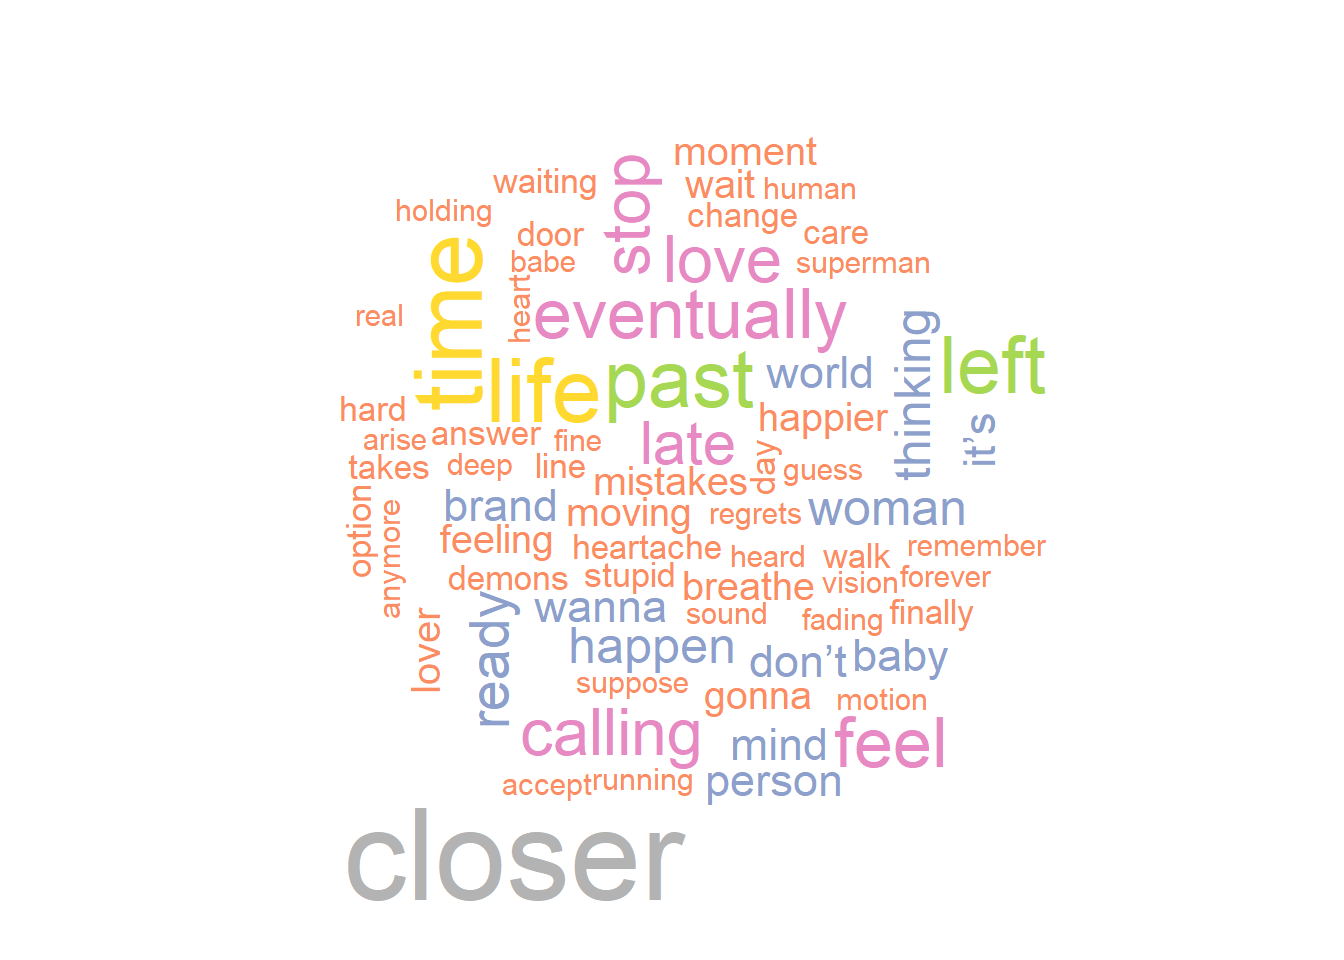 moment
waiting
stop
wait
human
holding
change
door
care
time
love
babe
superman
heart
eventually
real
thinking
left
life
past
world
hard
happier
it’s
late
arise
answer
fine
day
takes
deep
line
guess
mistakes
option
brand
moving
regrets
woman
anymore
feeling
heartache
heard
walk
remember
demons
stupid
breathe
vision
forever
ready
wanna
sound
fading
finally
lover
happen
don’t
baby
suppose
gonna
motion
calling
mind
feel
accept
running
person
closer